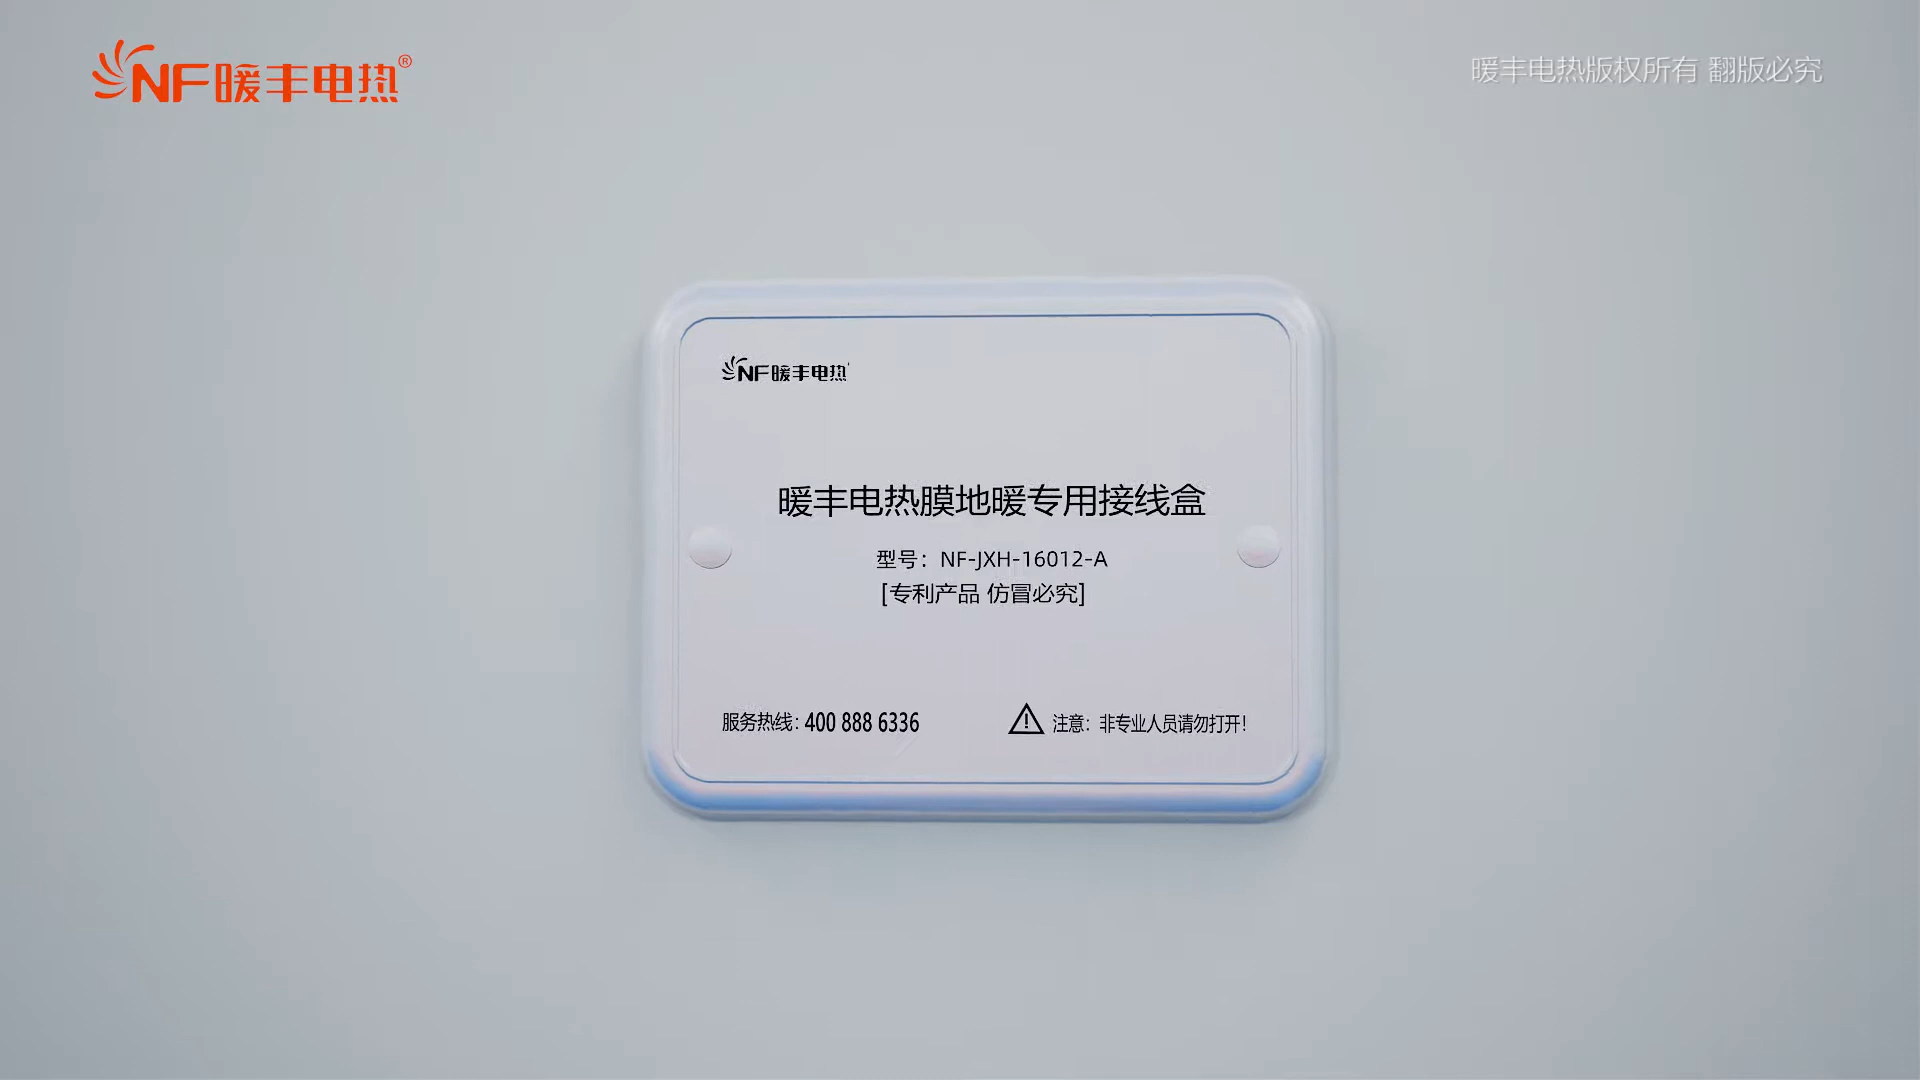 NF暖丰电热®
暖丰电热版权所有 翻版必究
NF暖丰电热
暖丰电热膜地暖专用接线盒
型号：NF-JXH-16012-A
[专利产品 仿冒必究]
服务热线：400 888 6336
注意：非专业人员请勿打开！